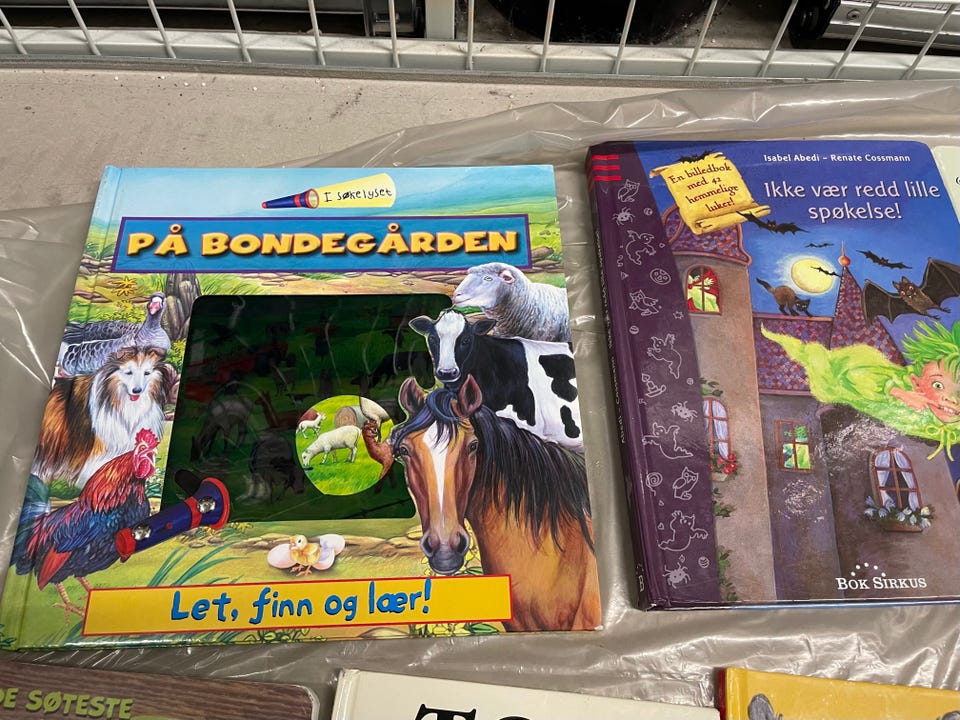 I SØKELYSET
PÅ BONDEGÅRDEN
Let, finn og lær!
Isabel Abedi – Renate Cossmann
En billedbok
med 42
hemmelige
luker!
Ikke vær redd lille
spøkelse!
BOK SIRKUS
DE SØTESTE